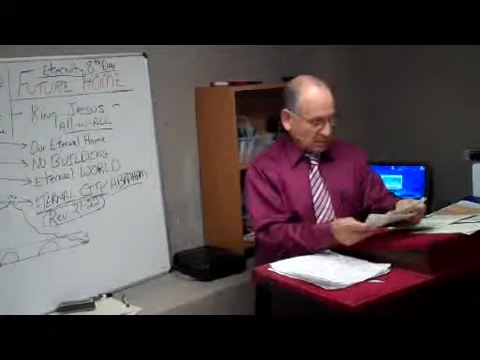 Eternity 8th Day
FUTURE HOME
King Jesus
All-in-All
Our Eternal Home
NO BUILDING
ETERNAL WORLD
ETERNAL CITY ABRAHAM
Rev 21-22